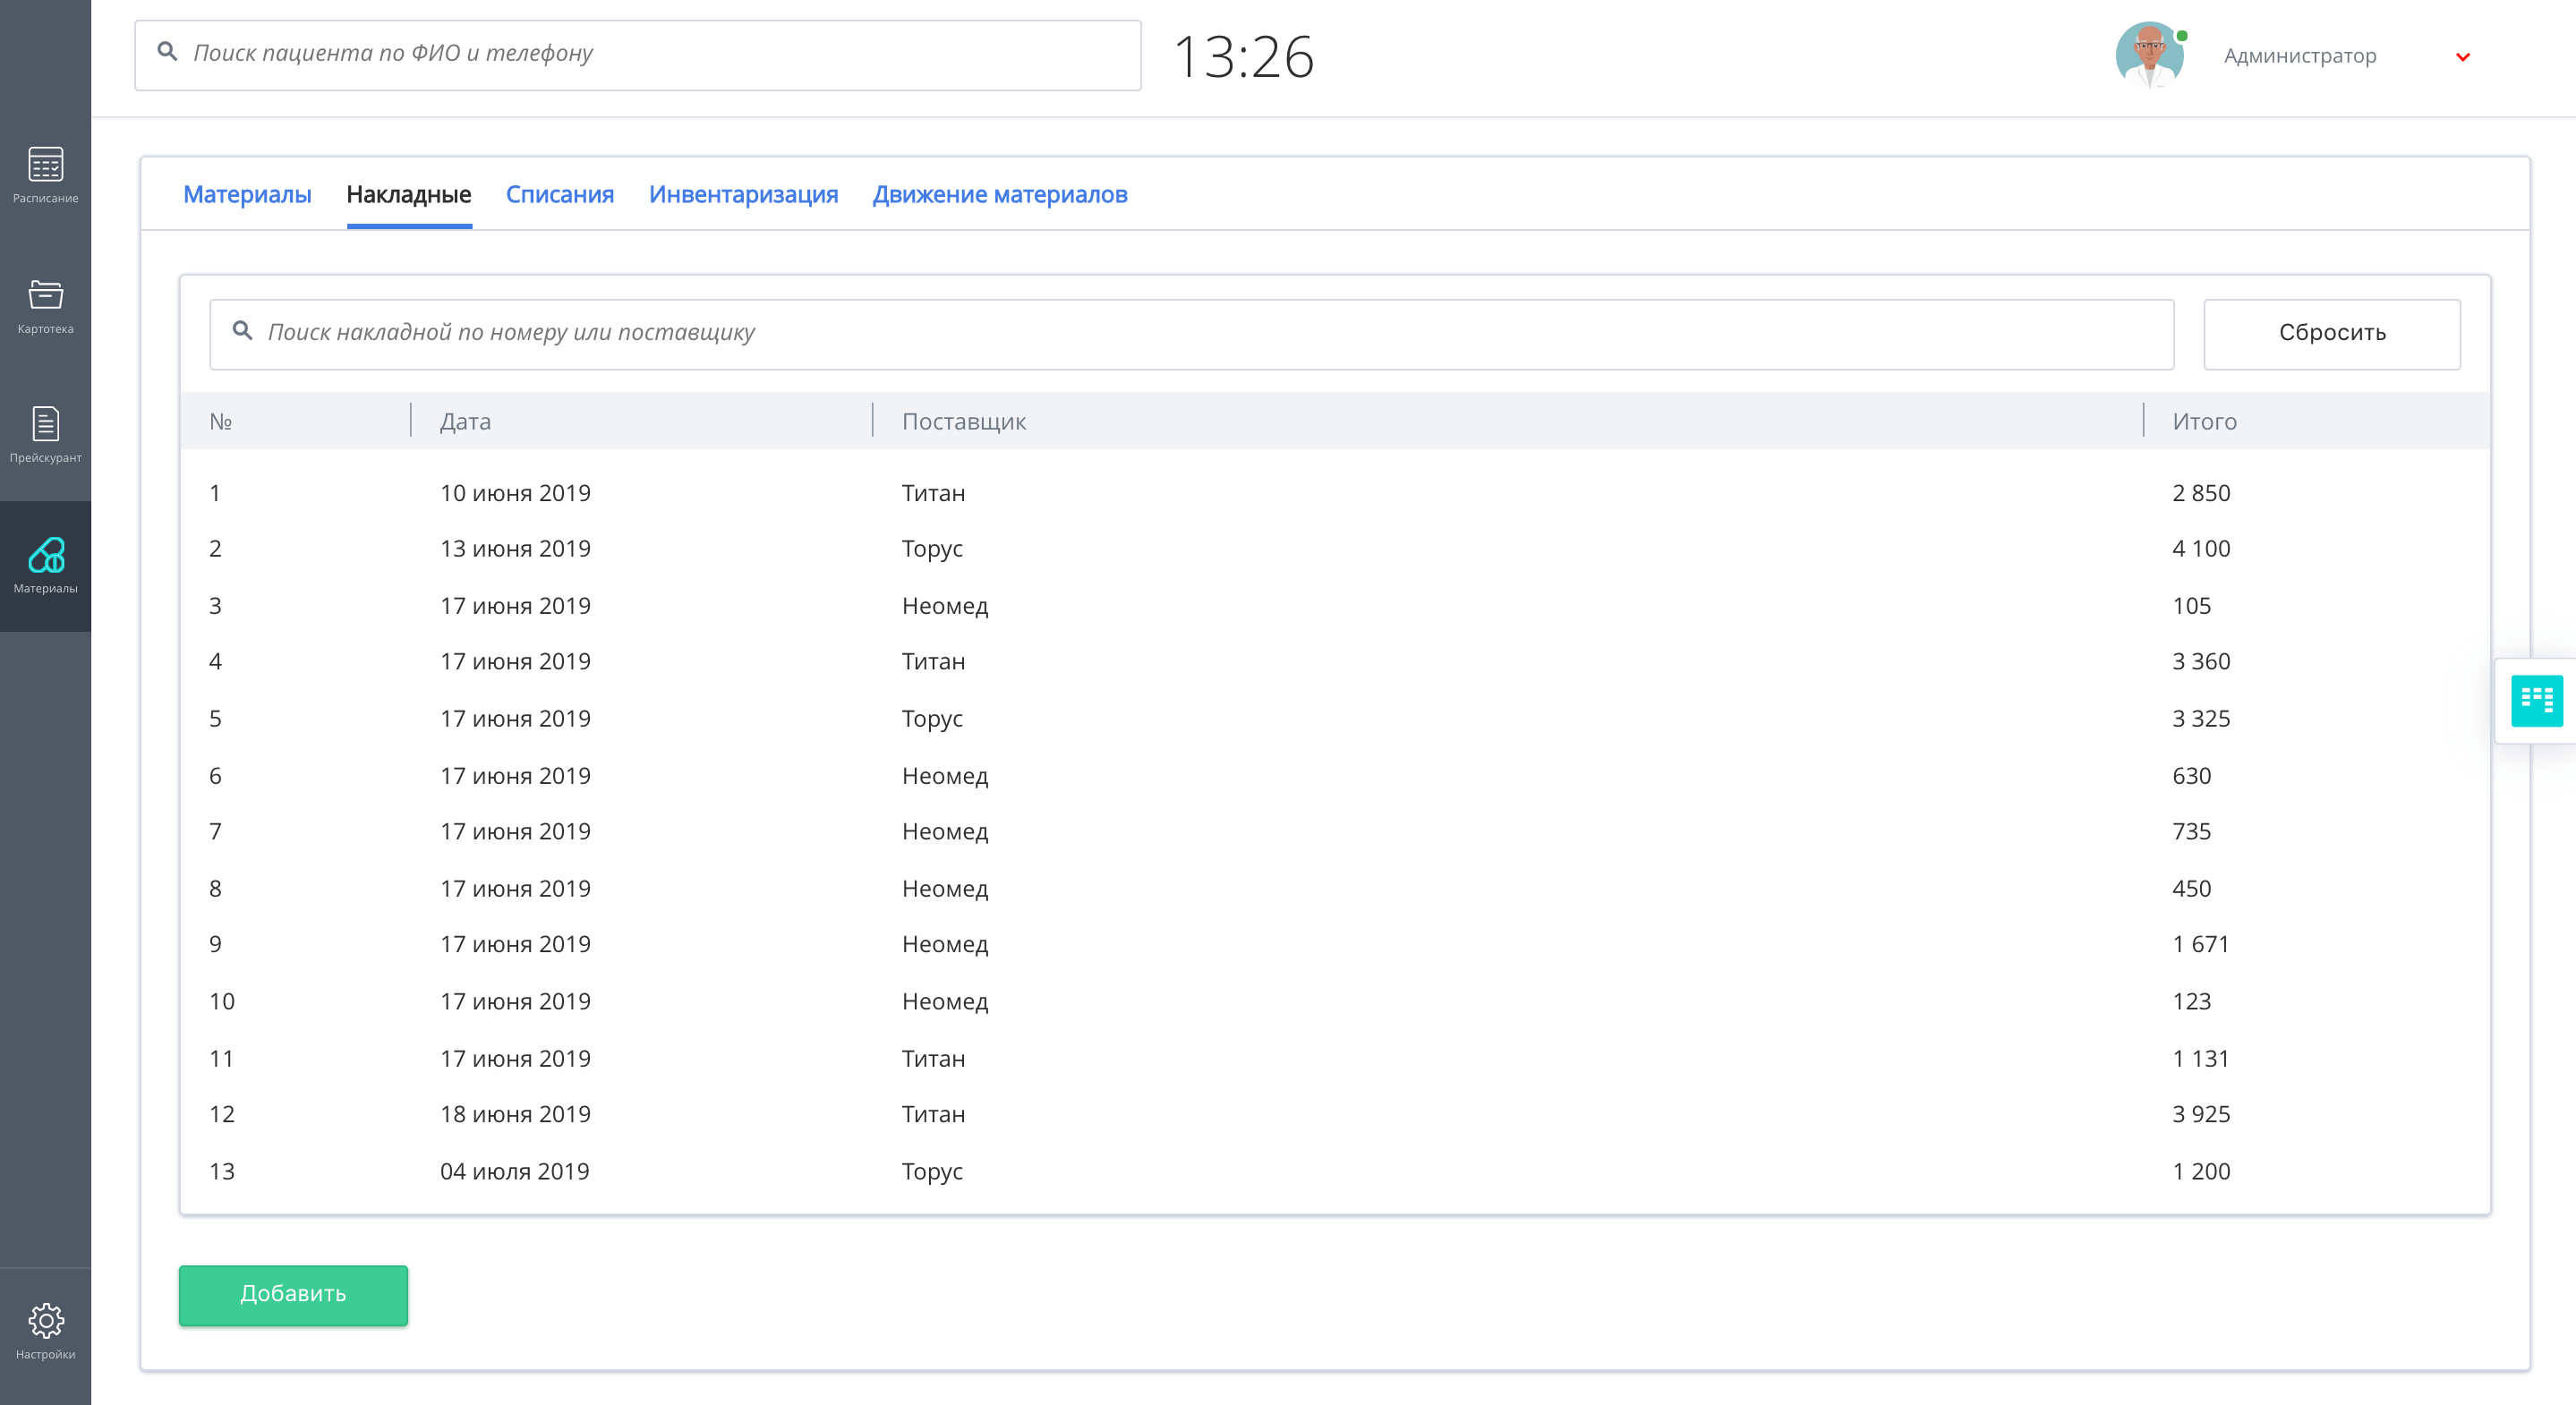 Поиск пациента по ФИО и телефону
13:26
Администратор
Расписание
Картотека
Прейскурант
Материалы
Настройки
Материалы Накладные Списания Инвентаризация Движение материалов
Поиск накладной по номеру или поставщику
Сбросить
№ Дата Поставщик Итого
1 10 июня 2019 Титан 2 850
2 13 июня 2019 Торус 4 100
3 17 июня 2019 Неомед 105
4 17 июня 2019 Титан 3 360
5 17 июня 2019 Торус 3 325
6 17 июня 2019 Неомед 630
7 17 июня 2019 Неомед 735
8 17 июня 2019 Неомед 450
9 17 июня 2019 Неомед 1 671
10 17 июня 2019 Неомед 123
11 17 июня 2019 Титан 1 131
12 18 июня 2019 Титан 3 925
13 04 июля 2019 Торус 1 200
Добавить